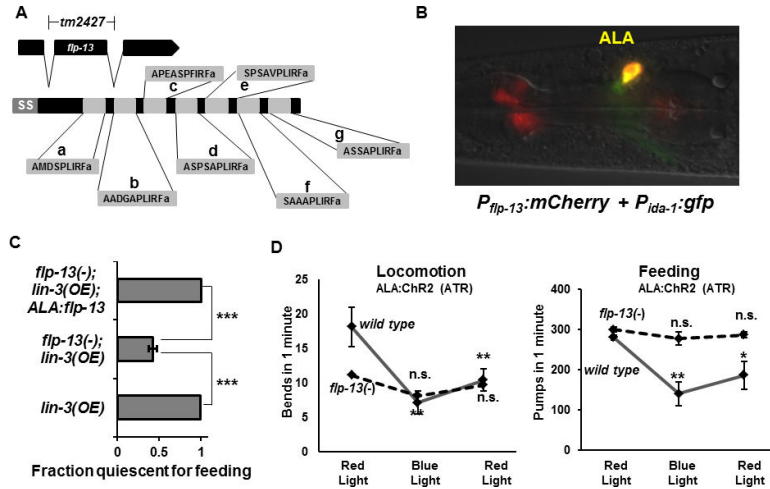 A
tm2427
flp-13
APEASPFIRFa
SPSAVPLIRFa
c
e
SS
a
AMDSPLIRFa
b
AADGAPLIRFa
d
ASPSAPLIRFa
g
ASSAPLIRFa
f
SAAAPLIRFa
B
ALA
Pflp-13:mCherry + Pida-1:gfp
C
flp-13(-);
lin-3(OE);
ALA:flp-13
flp-13(-);
lin-3(OE)
lin-3(OE)
***
***
0 0.5 1
Fraction quiescent for feeding
D
Locomotion
ALA:ChR2 (ATR)
Bends in 1 minute
25
20
15
10
5
0
wild type
flp-13(-)
n.s.
**
**
n.s.
Red Light
Blue Light
Red Light
Feeding
ALA:ChR2 (ATR)
Pumps in 1 minute
400
300
200
100
0
flp-13(-)
wild type
n.s.
n.s.
**
*
Red Light
Blue Light
Red Light